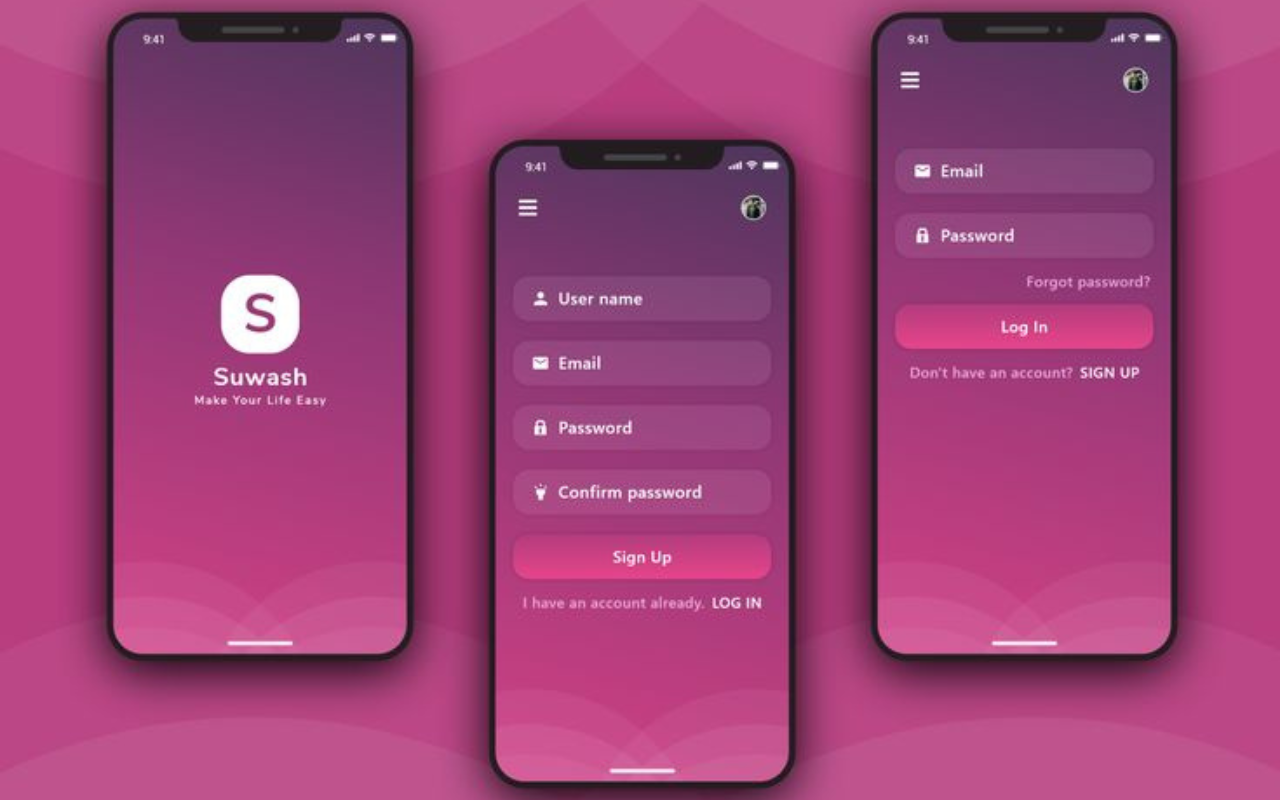 9:41
S
Suwash
Make Your Life Easy
9:41
User name
Email
Password
Confirm password
Sign Up
I have an account already. LOG IN
9:41
Email
Password
Forgot password?
Log In
Don't have an account? SIGN UP